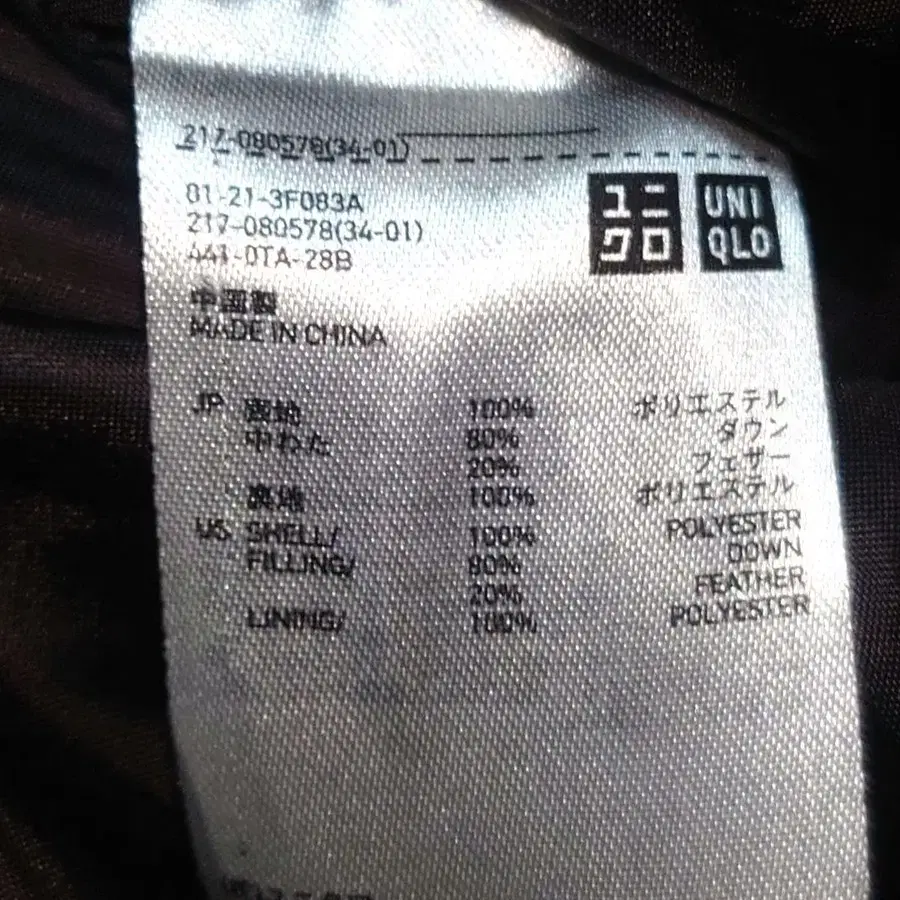 217-080578(34-01)
01-21-3F083A
217-080578(34-01)
441-0TA-28B
ユニ
クロ
UNI
QLO
中国製
MADE IN CHINA
JP 表地 100% ポリエステル
中わた 80% ダウン
20% フェザー
裏地 100% ポリエステル
US SHELL/ 100% POLYESTER
FILLING/ 80% DOWN
20% FEATHER
LINING/ 100% POLYESTER